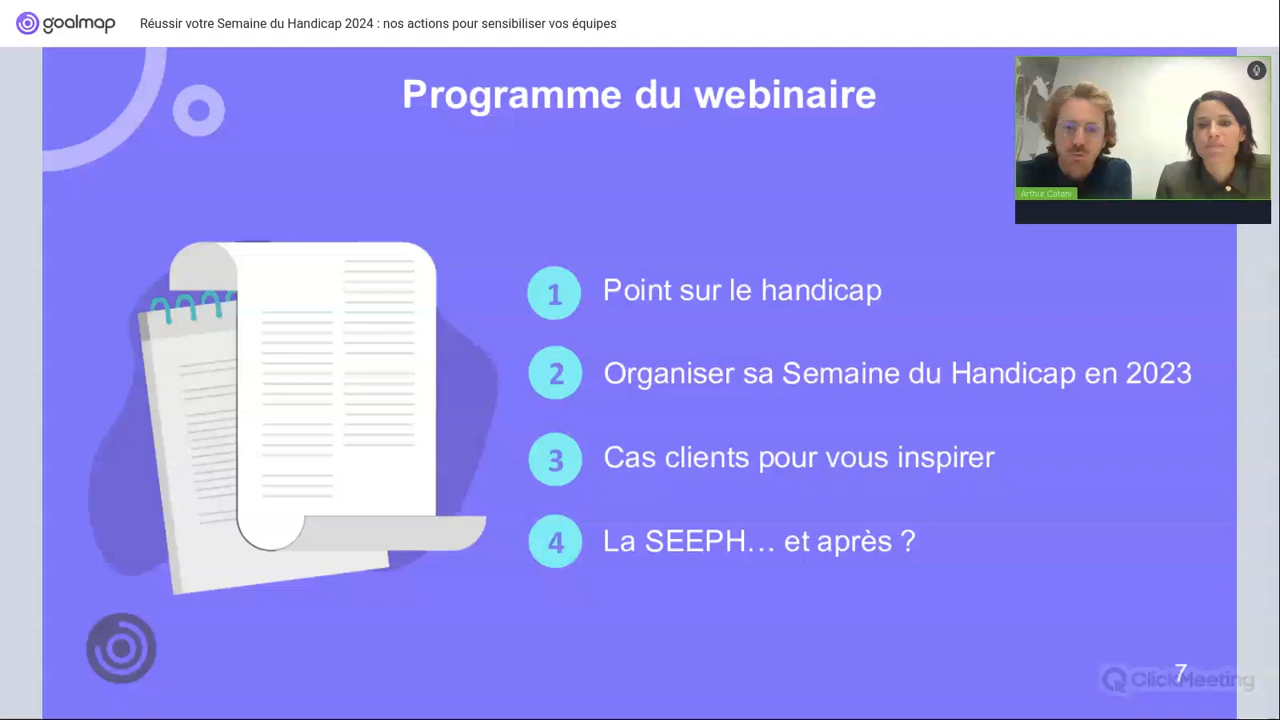 goalmap
Réussir votre Semaine du Handicap 2024 : nos actions pour sensibiliser vos équipes
Programme du webinaire
Arthur Catani
1 Point sur le handicap
2 Organiser sa Semaine du Handicap en 2023
3 Cas clients pour vous inspirer
4 La SEEPH… et après ?
7
ClickMeeting